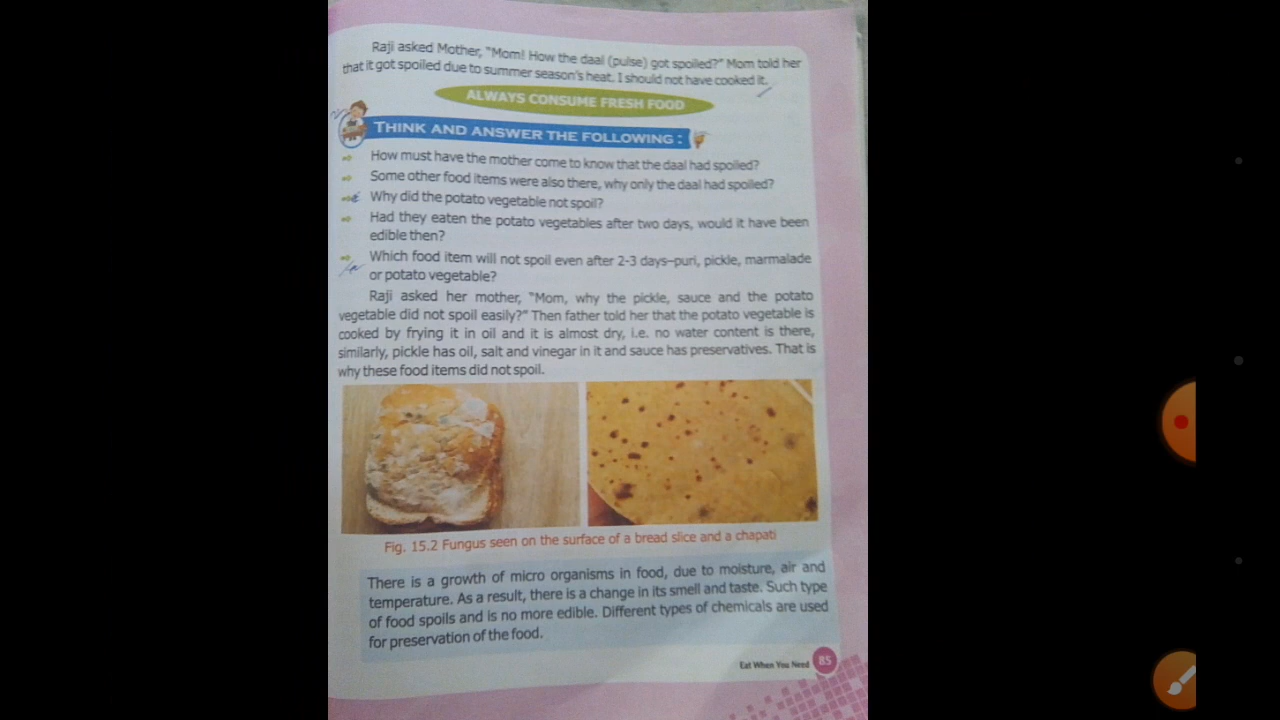 Raji asked Mother, "Mom! How the daal (pulse) got spoiled?" Mom told her
that it got spoiled due to summer season's heat. I should not have cooked it.
ALWAYS CONSUME FRESH FOOD
THINK AND ANSWER THE FOLLOWING :
How must have the mother come to know that the daal had spoiled?
Some other food items were also there, why only the daal had spoiled?
Why did the potato vegetable not spoil?
Had they eaten the potato vegetables after two days, would it have been
edible then?
Which food item will not spoil even after 2-3 days–puri, pickle, marmalade
or potato vegetable?
Raji asked her mother, "Mom, why the pickle, sauce and the potato
vegetable did not spoil easily?" Then father told her that the potato vegetable is
cooked by frying it in oil and it is almost dry, i.e. no water content is there,
similarly, pickle has oil, salt and vinegar in it and sauce has preservatives. That is
why these food items did not spoil.
Fig. 15.2 Fungus seen on the surface of a bread slice and a chapati
There is a growth of micro organisms in food, due to moisture, air and
temperature. As a result, there is a change in its smell and taste. Such type
of food spoils and is no more edible. Different types of chemicals are used
for preservation of the food.
Eat When You Need 85